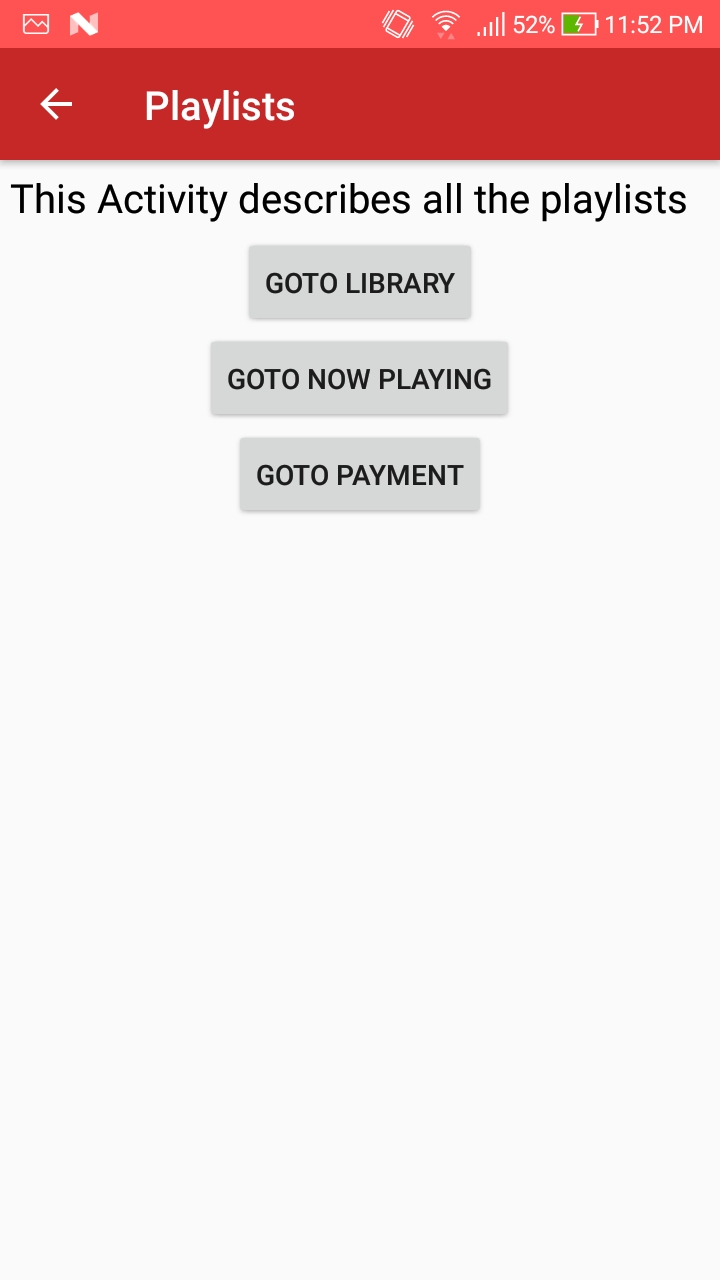 52% 11:52 PM
Playlists
This Activity describes all the playlists
GOTO LIBRARY
GOTO NOW PLAYING
GOTO PAYMENT